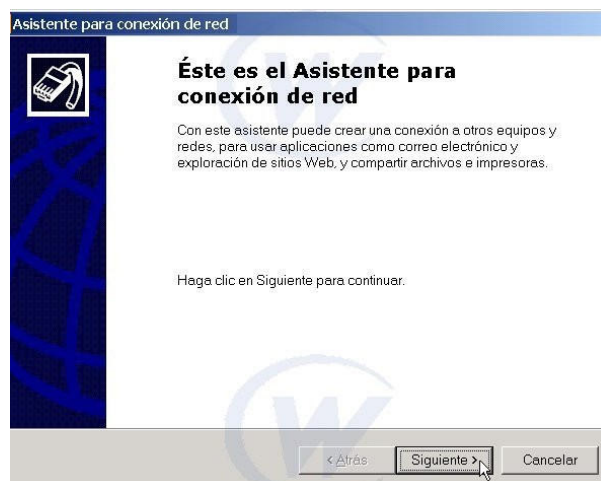 Asistente para conexión de red
Éste es el Asistente para
conexión de red
Con este asistente puede crear una conexión a otros equipos y
redes, para usar aplicaciones como correo electrónico y
exploración de sitios Web, y compartir archivos e impresoras.
Haga clic en Siguiente para continuar.
< Atrás Siguiente > Cancelar